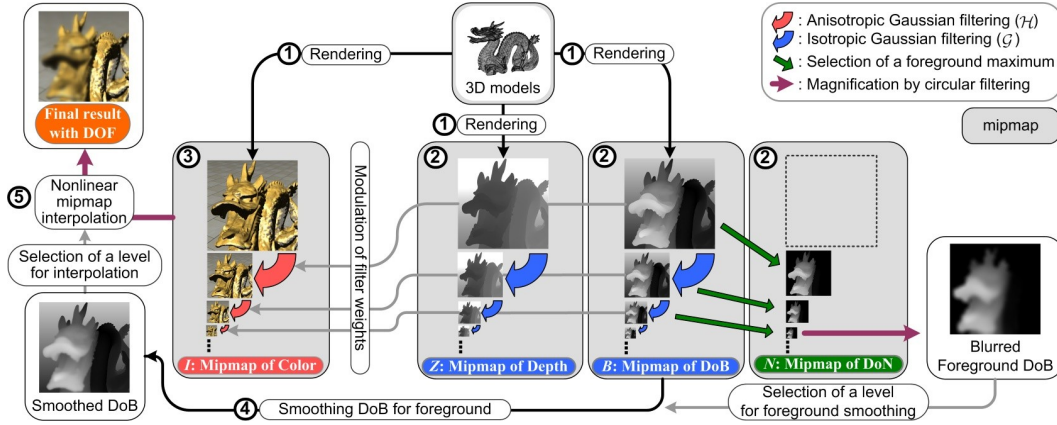 Final result
with DOF
① Rendering
3D models
① Rendering
① Rendering
: Anisotropic Gaussian filtering (ℋ)
: Isotropic Gaussian filtering (𝒢)
: Selection of a foreground maximum
: Magnification by circular filtering
mipmap
⑤ Nonlinear
mipmap
interpolation
Selection of a level
for interpolation
Smoothed DoB
③
I: Mipmap of Color
Modulation of
filter weights
②
Z: Mipmap of Depth
②
B: Mipmap of DoB
②
N: Mipmap of DoN
Blurred
Foreground DoB
④ Smoothing DoB for foreground
Selection of a level
for foreground smoothing